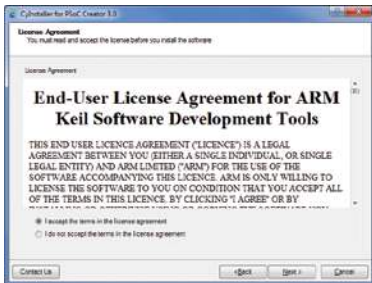 CyInstaller for PSoC Creator 3.0
License Agreement
You must read and accept the license before you install the software
License Agreement
End-User License Agreement for ARM
Keil Software Development Tools
THIS END USER LICENCE AGREEMENT ("LICENCE") IS A LEGAL
AGREEMENT BETWEEN YOU (EITHER A SINGLE INDIVIDUAL, OR SINGLE
LEGAL ENTITY) AND ARM LIMITED ("ARM") FOR THE USE OF THE
SOFTWARE ACCOMPANYING THIS LICENCE. ARM IS ONLY WILLING TO
LICENSE THE SOFTWARE TO YOU ON CONDITION THAT YOU ACCEPT ALL
OF THE TERMS IN THIS LICENCE. BY CLICKING "I AGREE" OR BY
I accept the terms in the license agreement
I do not accept the terms in the license agreement
Contact Us
<Back
Next >
Cancel